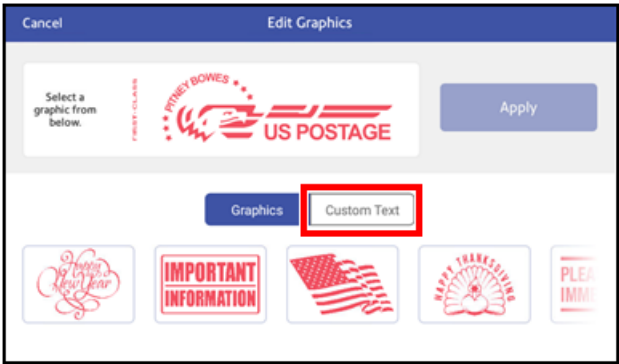 Cancel
Edit Graphics
Select a
graphic from
below.
FIRST-CLASS
PITNEY BOWES
US POSTAGE
Apply
Graphics
Custom Text
Happy
New Year
IMPORTANT
INFORMATION
HAPPY THANKSGIVING
PLEA
IMME